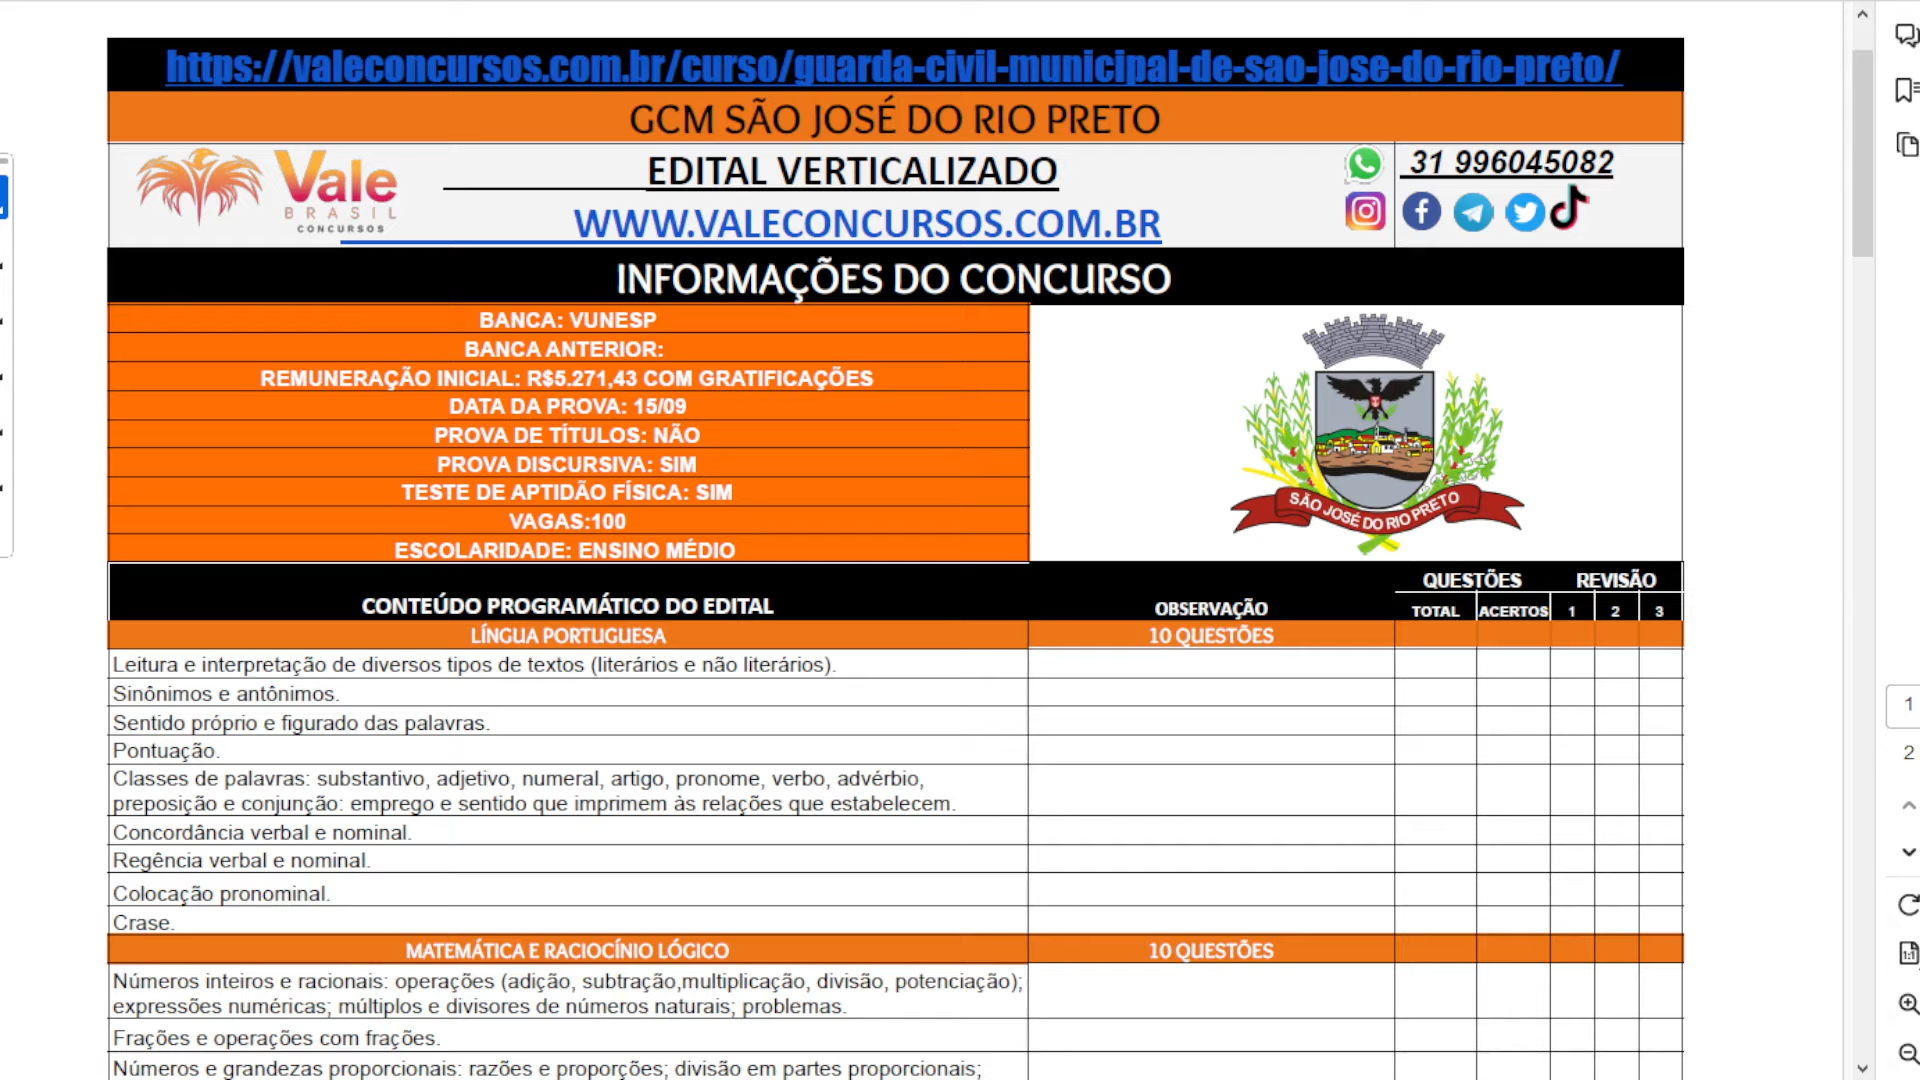 https://valeconcursos.com.br/curso/guarda-civil-municipal-de-sao-jose-do-rio-preto/
GCM SÃO JOSÉ DO RIO PRETO
Vale
BRASIL
CONCURSOS
EDITAL VERTICALIZADO
WWW.VALECONCURSOS.COM.BR
31 996045082
INFORMAÇÕES DO CONCURSO
BANCA: VUNESP
BANCA ANTERIOR:
REMUNERAÇÃO INICIAL: R$5.271,43 COM GRATIFICAÇÕES
DATA DA PROVA: 15/09
PROVA DE TÍTULOS: NÃO
PROVA DISCURSIVA: SIM
TESTE DE APTIDÃO FÍSICA: SIM
VAGAS:100
ESCOLARIDADE: ENSINO MÉDIO
SÃO JOSÉ DO RIO PRETO
CONTEÚDO PROGRAMÁTICO DO EDITAL
OBSERVAÇÃO
QUESTÕES REVISÃO
TOTAL ACERTOS 1 2 3
LÍNGUA PORTUGUESA 10 QUESTÕES
Leitura e interpretação de diversos tipos de textos (literários e não literários).
Sinônimos e antônimos.
Sentido próprio e figurado das palavras.
Pontuação.
Classes de palavras: substantivo, adjetivo, numeral, artigo, pronome, verbo, advérbio,
preposição e conjunção: emprego e sentido que imprimem às relações que estabelecem.
Concordância verbal e nominal.
Regência verbal e nominal.
Colocação pronominal.
Crase.
MATEMÁTICA E RACIOCÍNIO LÓGICO 10 QUESTÕES
Números inteiros e racionais: operações (adição, subtração,multiplicação, divisão, potenciação);
expressões numéricas; múltiplos e divisores de números naturais; problemas.
Frações e operações com frações.
Números e grandezas proporcionais: razões e proporções; divisão em partes proporcionais;
1
2
1:1